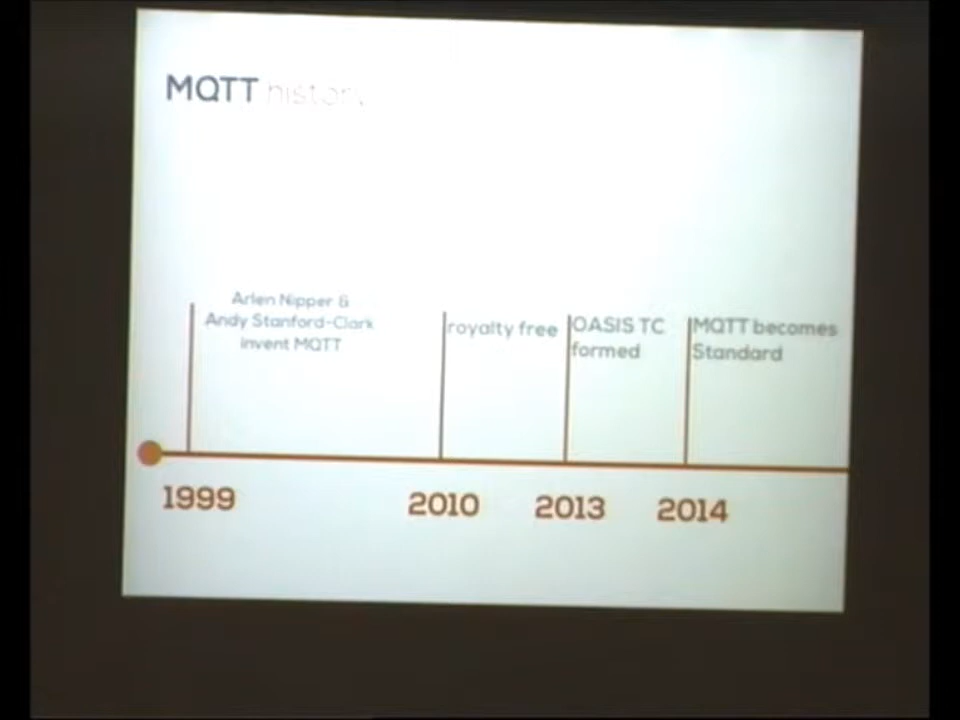 MQTT history
Arlen Nipper &
Andy Stanford-Clark
invent MQTT
royalty free
OASIS TC
formed
MQTT becomes
Standard
1999
2010
2013
2014